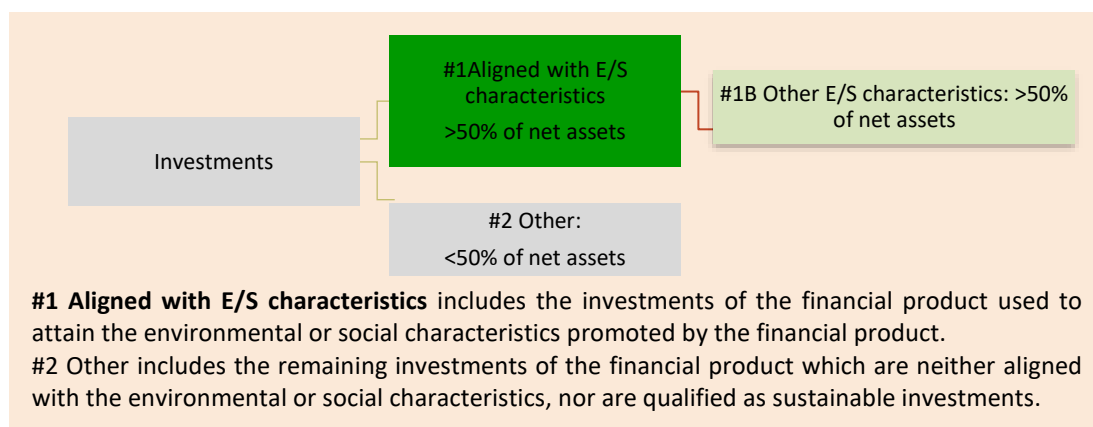 #1Aligned with E/S
characteristics
>50% of net assets
#1B Other E/S characteristics: >50%
of net assets
Investments
#2 Other:
<50% of net assets
#1 Aligned with E/S characteristics includes the investments of the financial product used to
attain the environmental or social characteristics promoted by the financial product.
#2 Other includes the remaining investments of the financial product which are neither aligned
with the environmental or social characteristics, nor are qualified as sustainable investments.